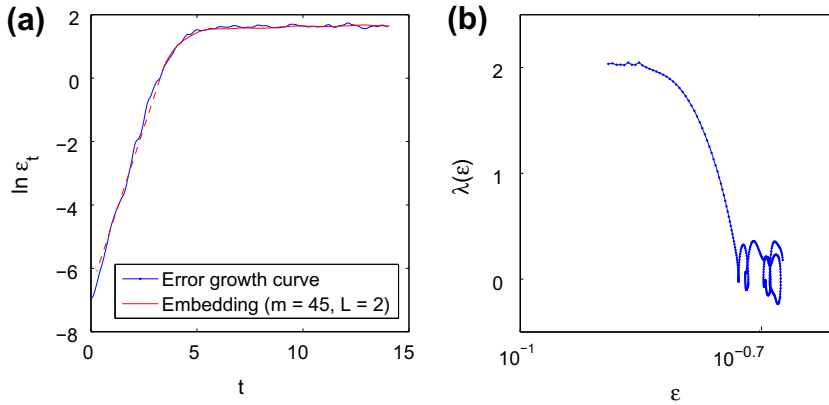 (a)
2
0
−2
−4
−6
−8
ln ε_t
0
5
10
15
t
Error growth curve
Embedding (m = 45, L = 2)
(b)
2
1
0
λ(ε)
10^−1
10^−0.7
ε